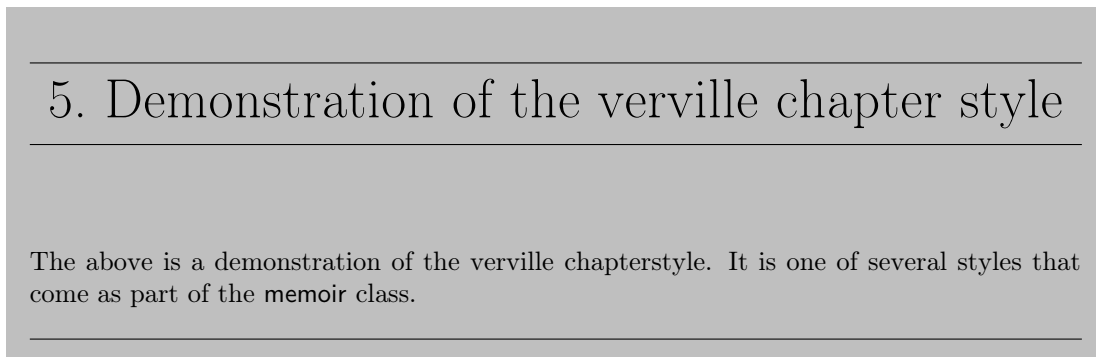 5. Demonstration of the verville chapter style
The above is a demonstration of the verville chapterstyle. It is one of several styles that
come as part of the memoir class.